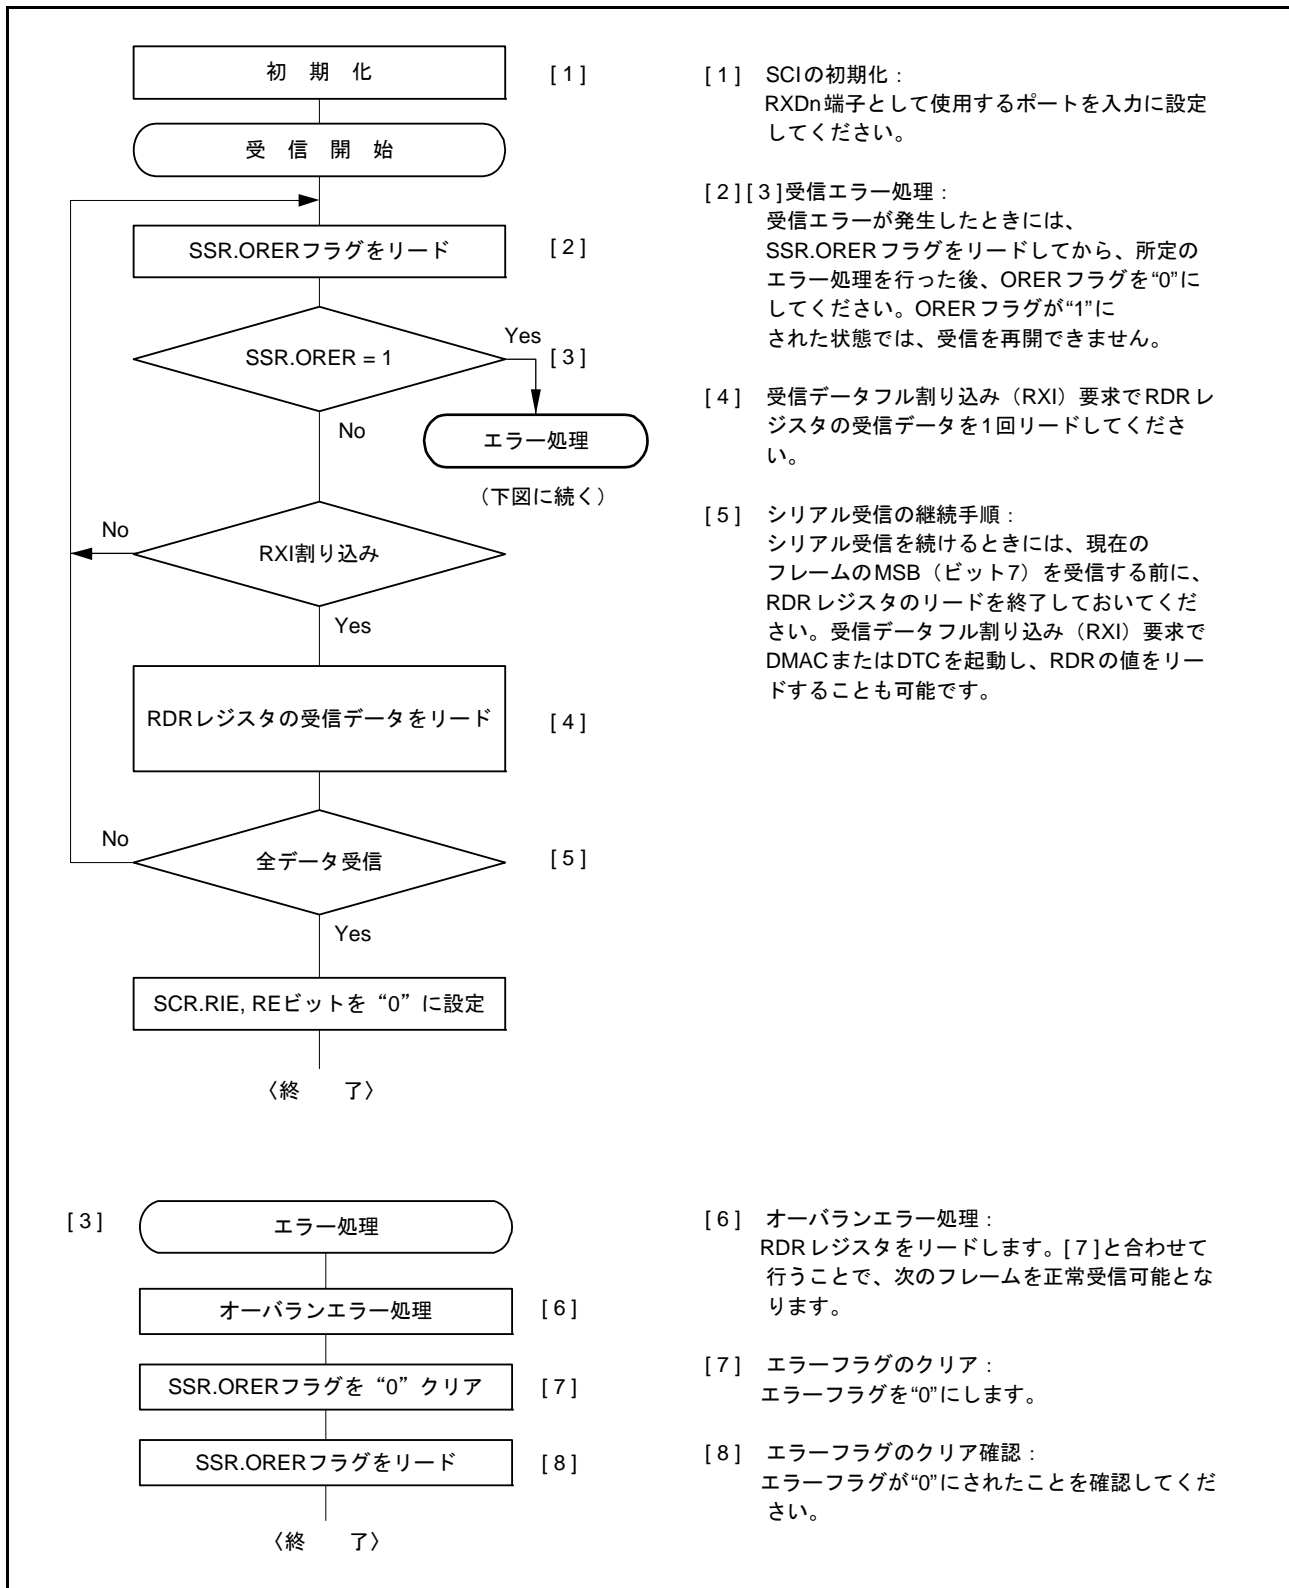 初 期 化
[ 1 ]
受 信 開 始
SSR.ORERフラグをリード
[ 2 ]
SSR.ORER = 1
Yes
[ 3 ]
No
エラー処理
（下図に続く）
No
RXI割り込み
Yes
RDRレジスタの受信データをリード
[ 4 ]
No
全データ受信
[ 5 ]
Yes
SCR.RIE, REビットを“0”に設定
〈終 了〉
[ 1 ] SCIの初期化：
RXDn端子として使用するポートを入力に設定
してください。
[ 2 ] [ 3 ]受信エラー処理：
受信エラーが発生したときには、
SSR.ORERフラグをリードしてから、所定の
エラー処理を行った後、ORERフラグを“0”に
してください。ORERフラグが“1”に
された状態では、受信を再開できません。
[ 4 ] 受信データフル割り込み（RXI）要求でRDRレ
ジスタの受信データを1回リードしてくださ
い。
[ 5 ] シリアル受信の継続手順：
シリアル受信を続けるときには、現在の
フレームのMSB（ビット7）を受信する前に、
RDRレジスタのリードを終了しておいてくだ
さい。受信データフル割り込み（RXI）要求で
DMACまたはDTCを起動し、RDRの値をリー
ドすることも可能です。
[ 3 ]
エラー処理
オーバランエラー処理
[ 6 ]
SSR.ORERフラグを“0”クリア
[ 7 ]
SSR.ORERフラグをリード
[ 8 ]
〈終 了〉
[ 6 ] オーバランエラー処理：
RDRレジスタをリードします。[ 7 ]と合わせて
行うことで、次のフレームを正常受信可能とな
ります。
[ 7 ] エラーフラグのクリア：
エラーフラグを“0”にします。
[ 8 ] エラーフラグのクリア確認：
エラーフラグが“0”にされたことを確認してくだ
さい。